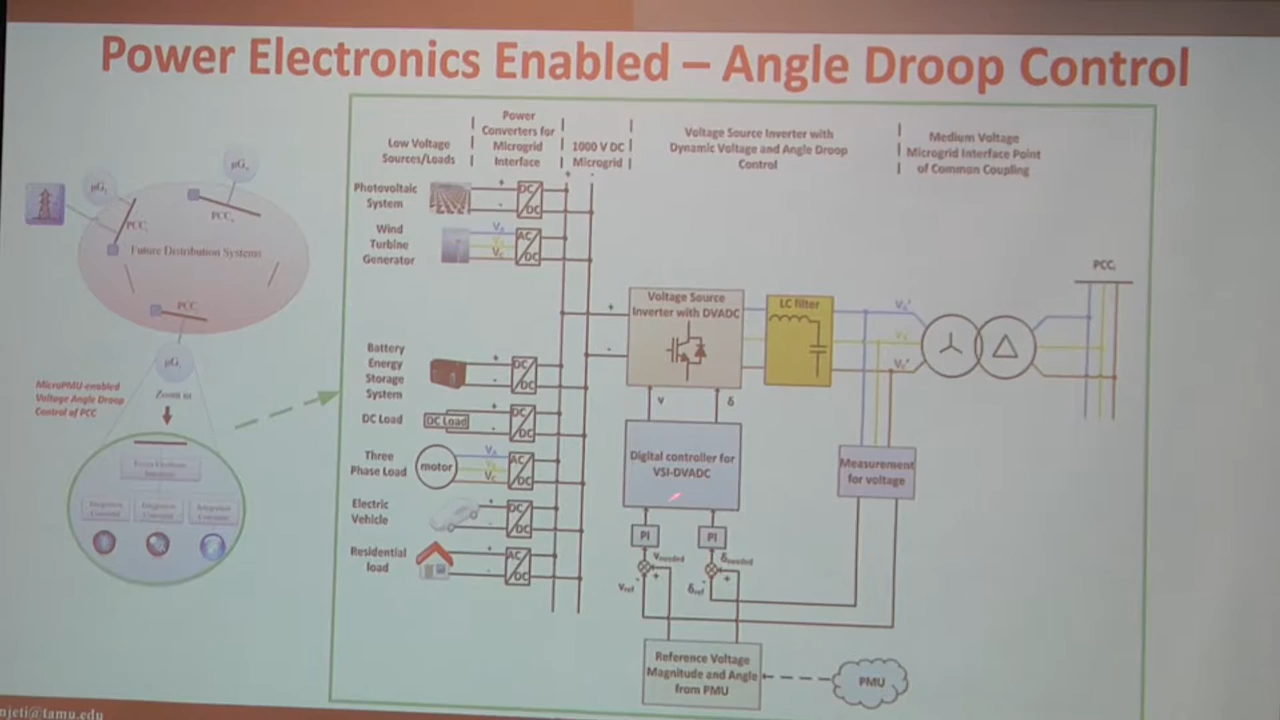 Power Electronics Enabled – Angle Droop Control
Low Voltage
Sources/Loads
Power
Converters for
Microgrid
Interface
1000 V DC
Microgrid
Voltage Source Inverter with
Dynamic Voltage and Angle Droop
Control
Medium Voltage
Microgrid Interface Point
of Common Coupling
Photovoltaic
System
DC
DC
Wind
Turbine
Generator
AC
DC
Battery
Energy
Storage
System
DC
DC
DC Load
DC Load
DC
DC
Three
Phase Load
motor
AC
DC
Electric
Vehicle
DC
DC
Residential
load
AC
DC
Voltage Source
Inverter with DVADC
LC filter
PCC
v
δ
Digital controller for
VSI-DVADC
Measurement
for voltage
PI
PI
Vneeded
δneeded
Vref
δref
Reference Voltage
Magnitude and Angle
from PMU
PMU
PCC
PCC
Future Distribution Systems
PCC
MicroPMU-enabled
Voltage Angle Droop
Control of PCC
Zoom in
njeti@tamu.edu